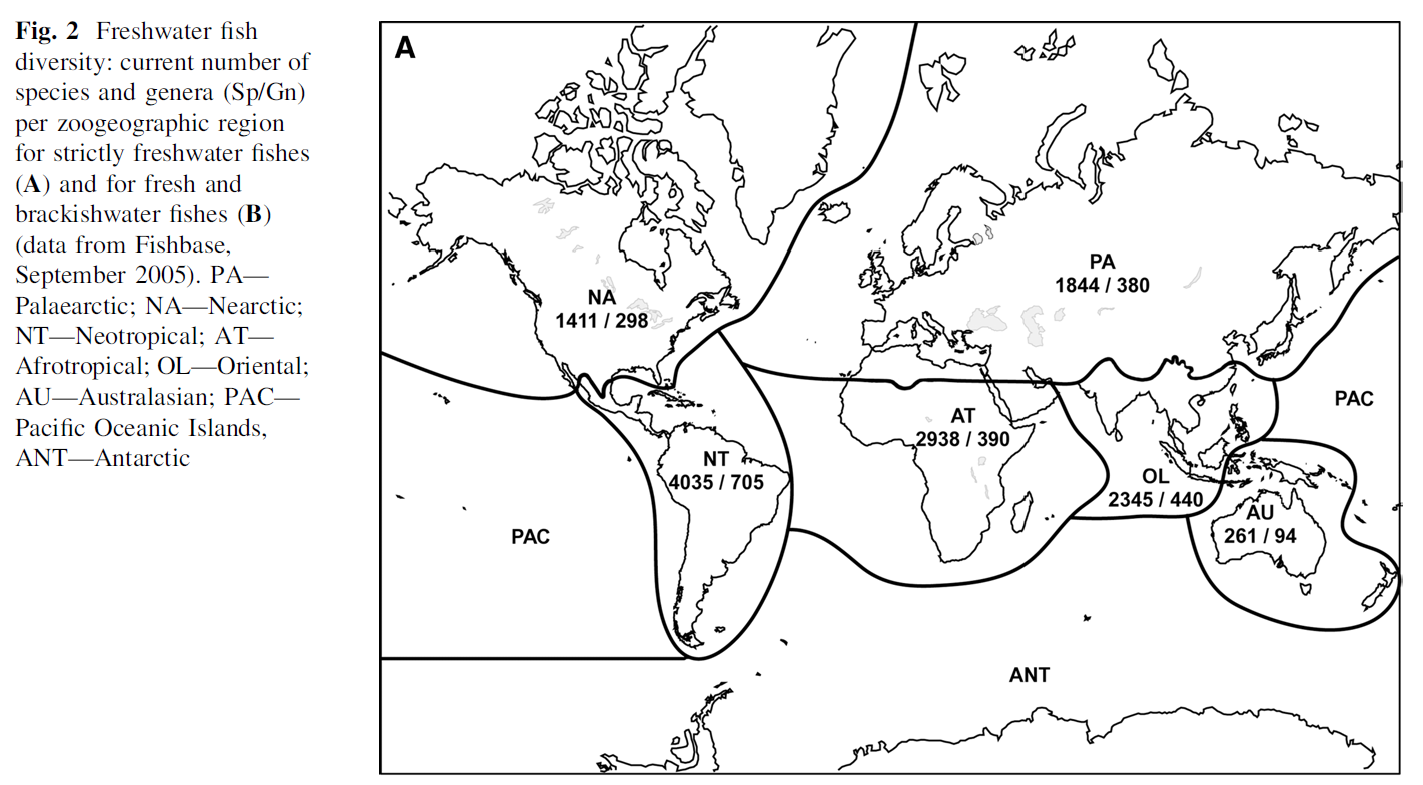 Fig. 2 Freshwater fish
diversity: current number of
species and genera (Sp/Gn)
per zoogeographic region
for strictly freshwater fishes
(A) and for fresh and
brackishwater fishes (B)
(data from Fishbase,
September 2005). PA—
Palaearctic; NA—Nearctic;
NT—Neotropical; AT—
Afrotropical; OL—Oriental;
AU—Australasian; PAC—
Pacific Oceanic Islands,
ANT—Antarctic
A
PA
1844 / 380
NA
1411 / 298
PAC
AT
2938 / 390
NT
4035 / 705
OL
2345 / 440
AU
261 / 94
PAC
ANT